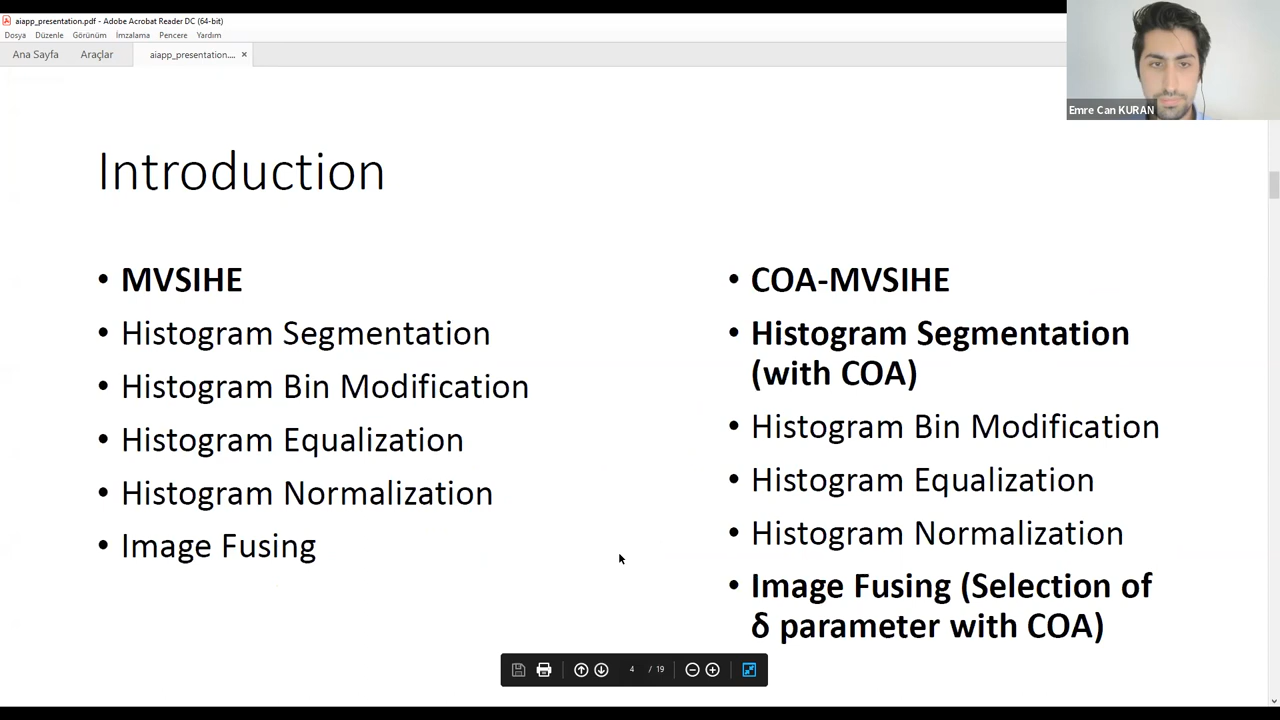 aiapp_presentation.pdf - Adobe Acrobat Reader DC (64-bit)
Dosya Düzenle Görünüm İmzalama Pencere Yardım
Ana Sayfa Araçlar aiapp_presentation.... ×
Emre Can KURAN
Introduction
• MVSIHE
• Histogram Segmentation
• Histogram Bin Modification
• Histogram Equalization
• Histogram Normalization
• Image Fusing
• COA-MVSIHE
• Histogram Segmentation
(with COA)
• Histogram Bin Modification
• Histogram Equalization
• Histogram Normalization
• Image Fusing (Selection of
δ parameter with COA)
4 / 19